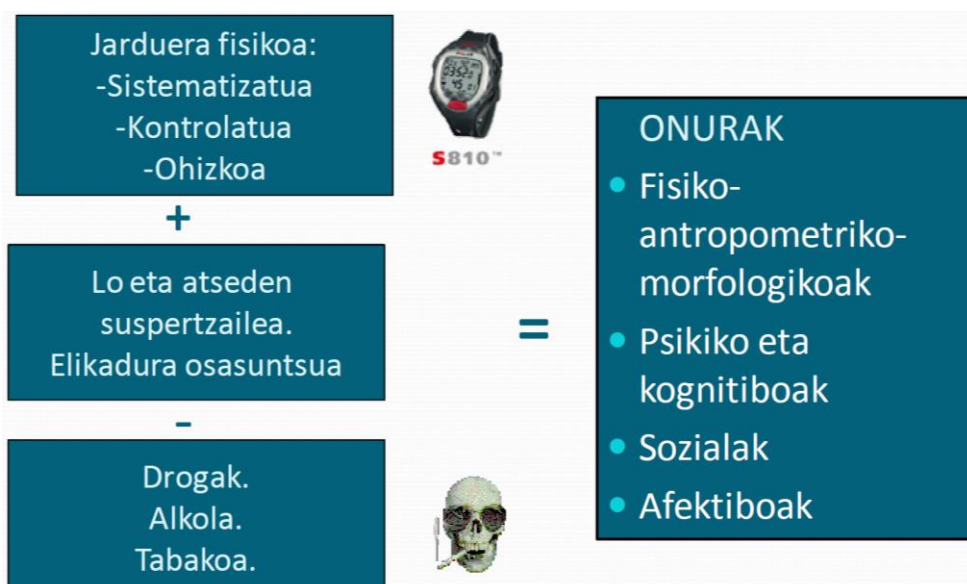 Jarduera fisikoa:
-Sistematizatua
-Kontrolatua
-Ohizkoa
S810™
+
Lo eta atseden
suspertzailea.
Elikadura osasuntsua
-
Drogak.
Alkola.
Tabakoa.
=
ONURAK
• Fisiko-
antropometriko-
morfologikoak
• Psikiko eta
kognitiboak
• Sozialak
• Afektiboak